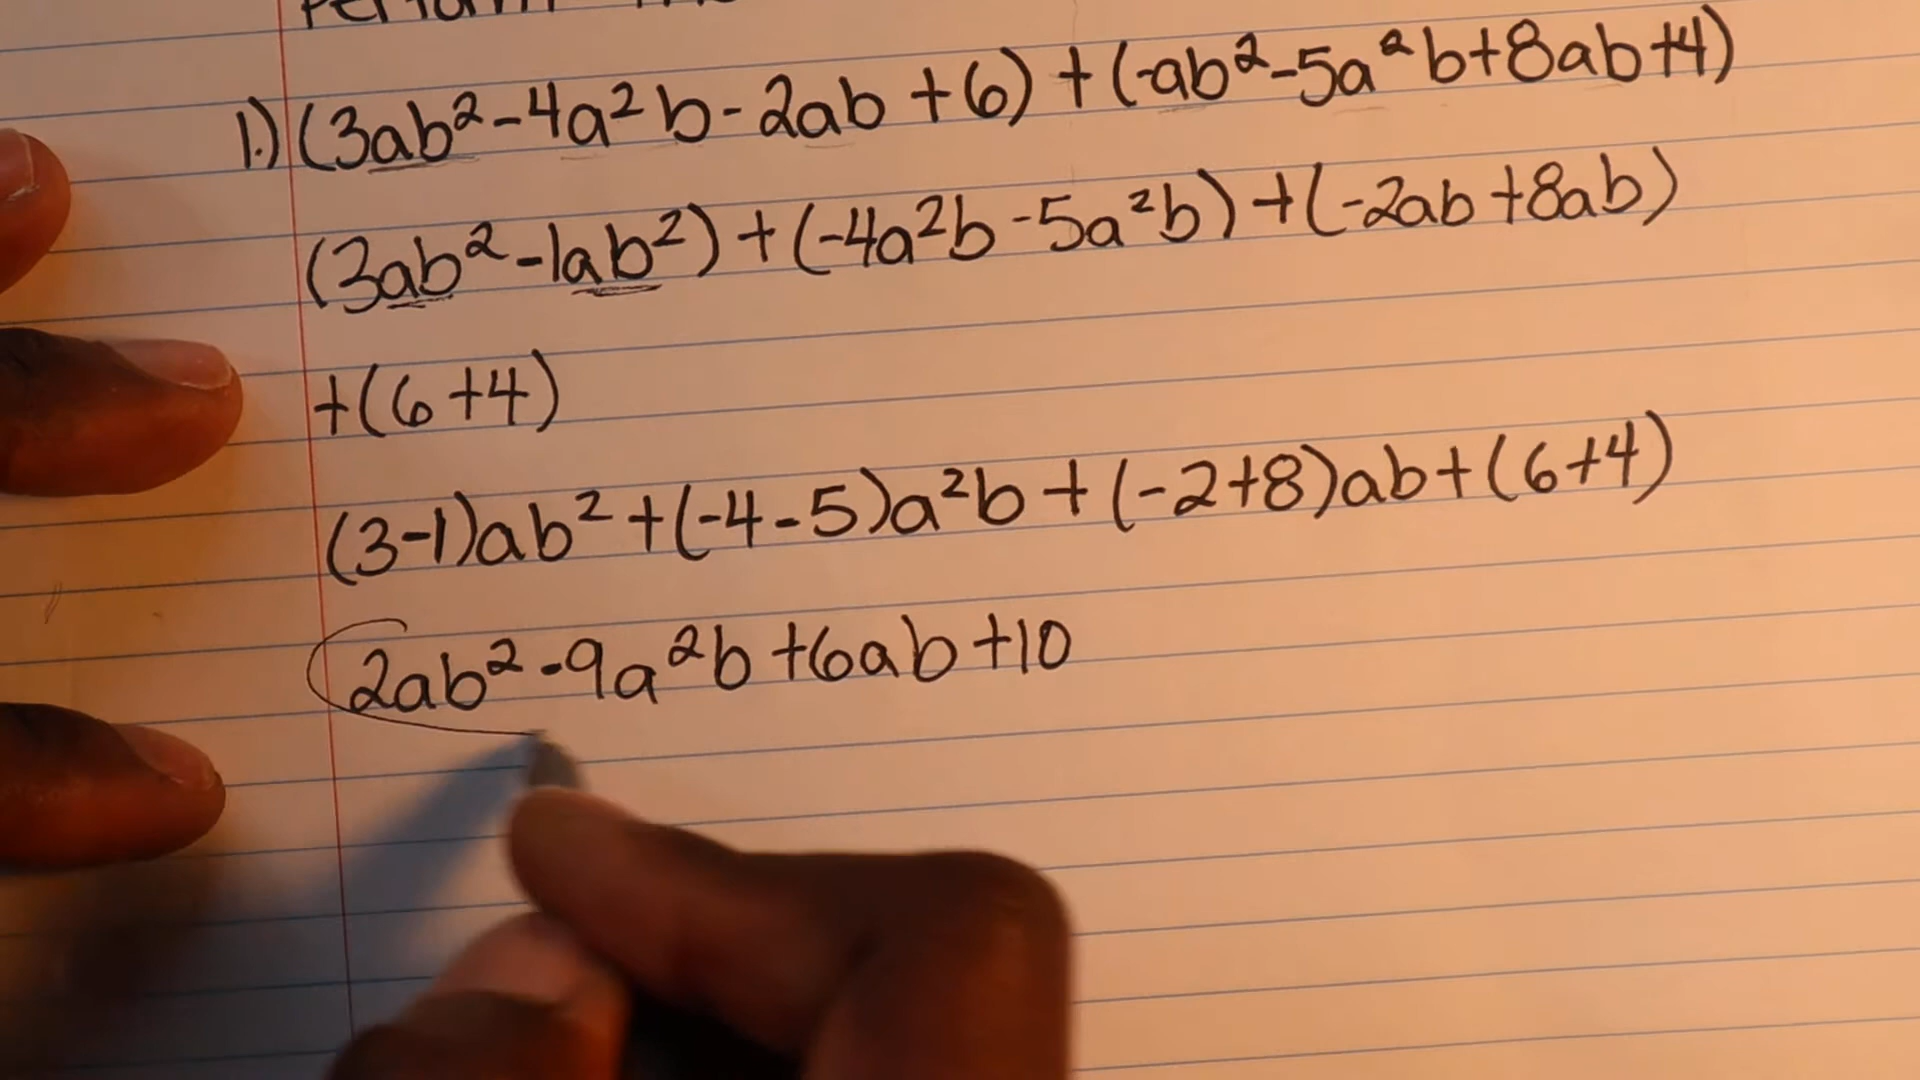 Perform
1.) (3ab² - 4a²b - 2ab + 6) + (-ab² - 5a²b + 8ab + 4)
(3ab² - 1ab²) + (-4a²b - 5a²b) + (-2ab + 8ab)
+ (6 + 4)
(3-1)ab² + (-4-5)a²b + (-2+8)ab + (6+4)
2ab² - 9a²b + 6ab + 10